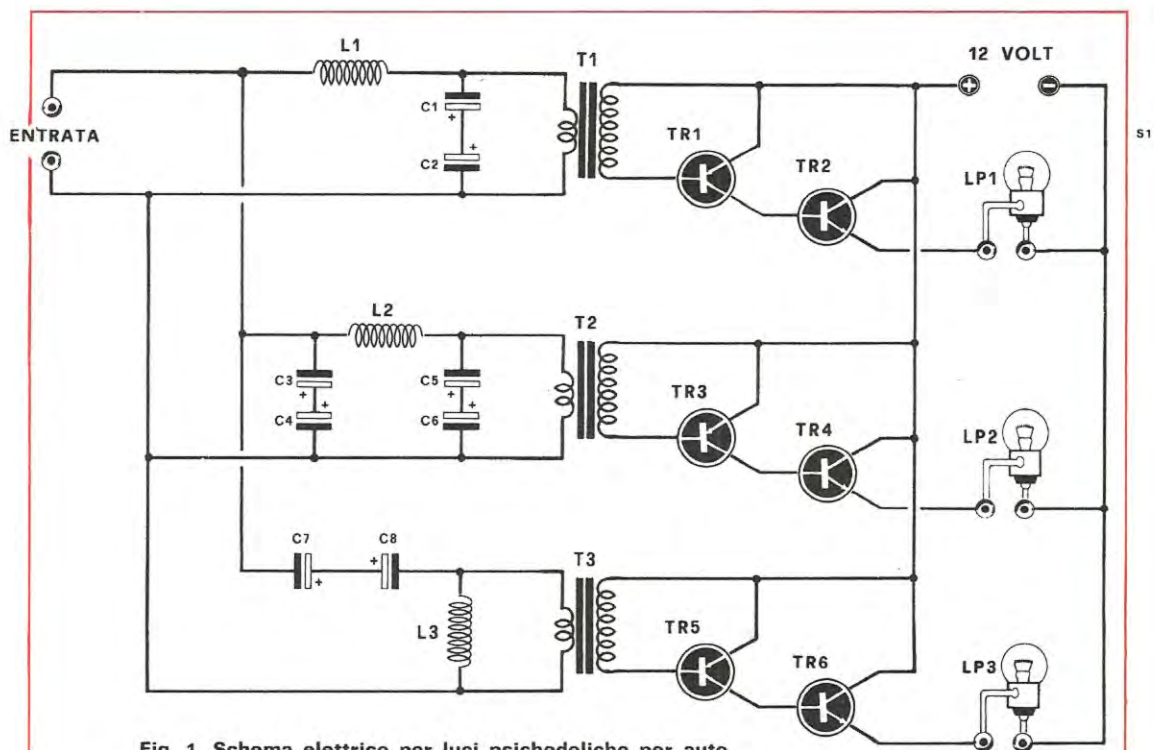 L1
T1
12 VOLT
+
-
C1
+
ENTRATA
+
C2
TR1
TR2
LP1
S1
L2
T2
C3
+
C5
+
+
C4
+
C6
TR3
TR4
LP2
C7
+
C8
+
T3
L3
TR5
TR6
LP3
Fig. 1 Schema elettrico per luci psichedeliche per auto